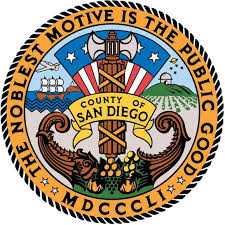 THE NOBLEST MOTIVE IS THE PUBLIC GOOD
COUNTY OF
SAN DIEGO
MDCCCLI